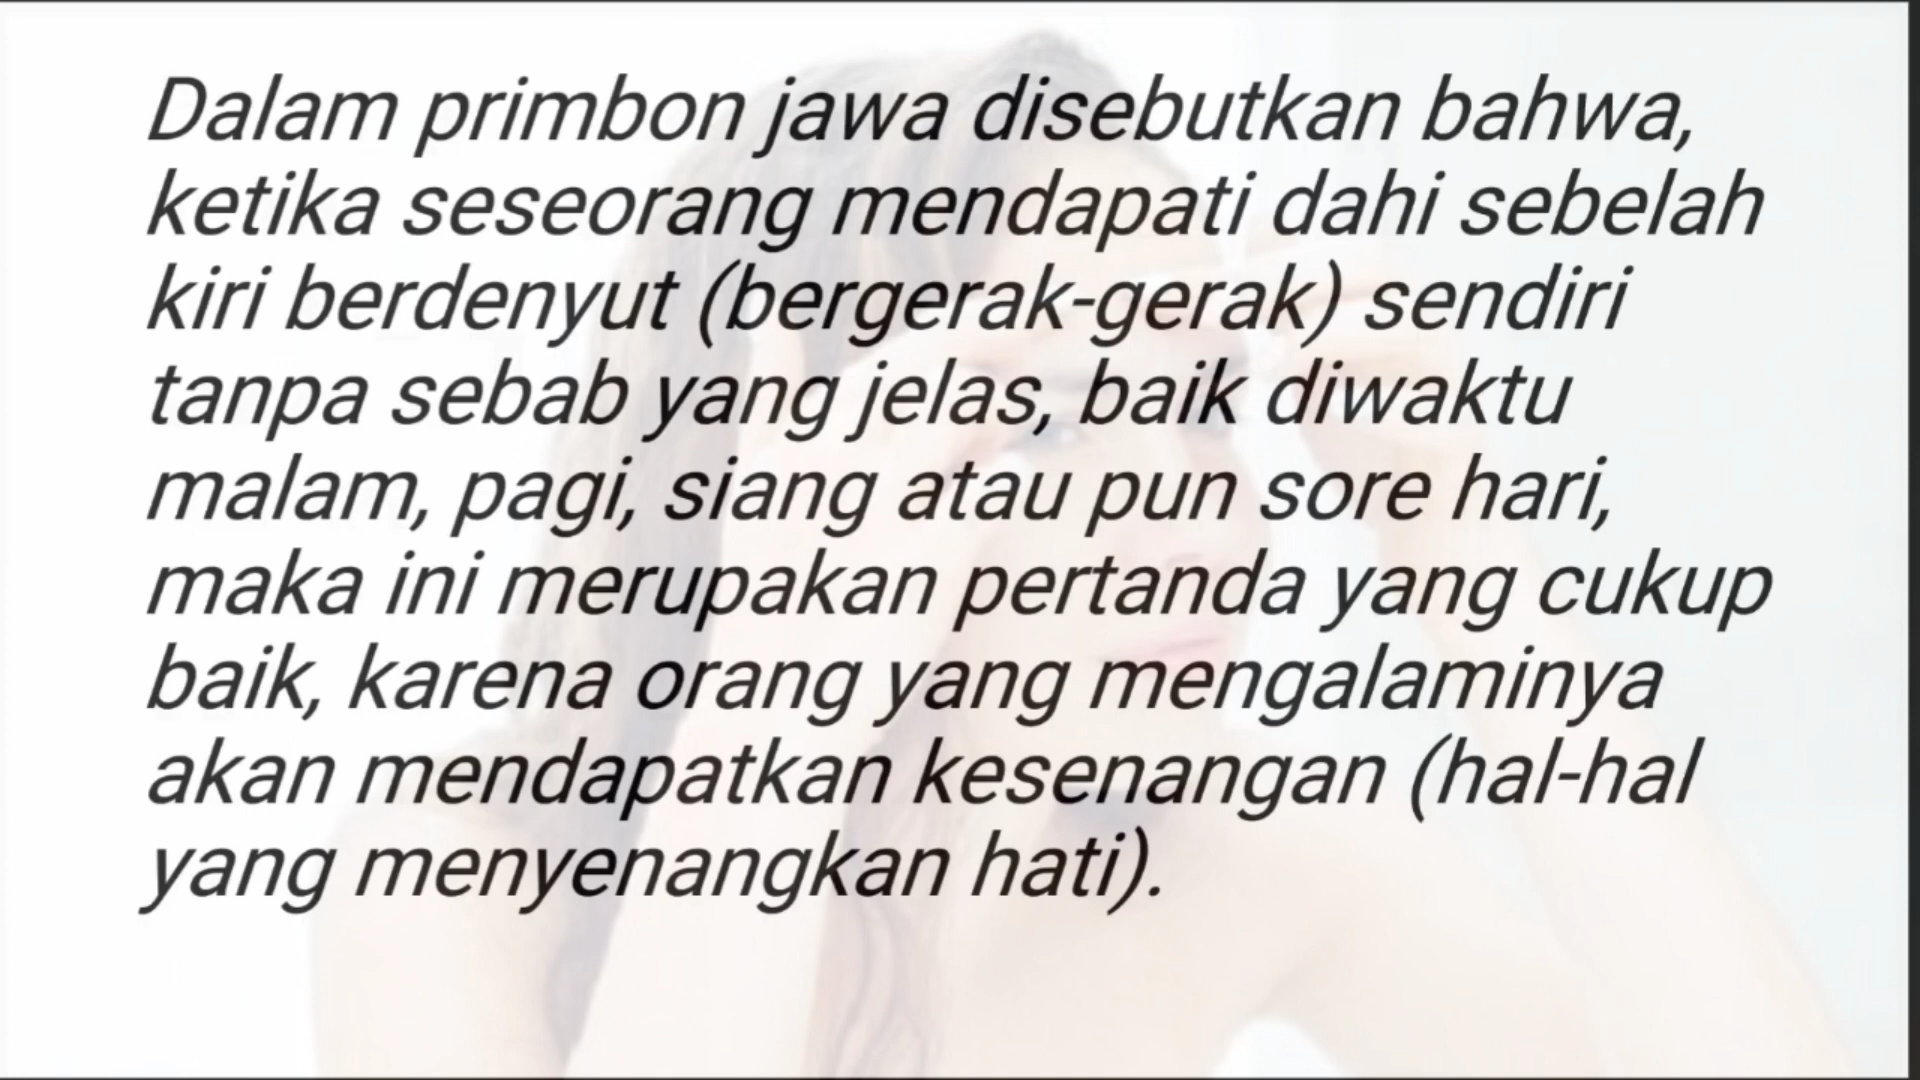 Dalam primbon jawa disebutkan bahwa,
ketika seseorang mendapati dahi sebelah
kiri berdenyut (bergerak-gerak) sendiri
tanpa sebab yang jelas, baik diwaktu
malam, pagi, siang atau pun sore hari,
maka ini merupakan pertanda yang cukup
baik, karena orang yang mengalaminya
akan mendapatkan kesenangan (hal-hal
yang menyenangkan hati).